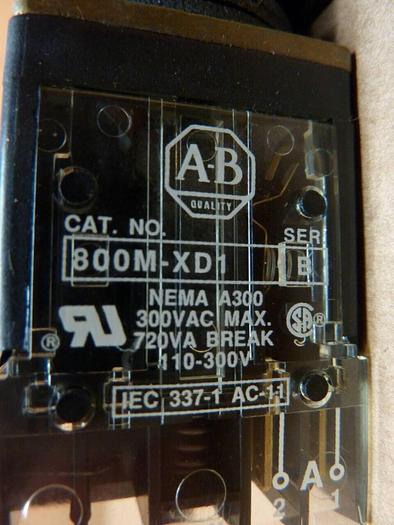 A-B
QUALITY
CAT. NO. SER
800M-XD1 B
NEMA A300
300VAC MAX.
720VA BREAK
110-300V
IEC 337-1 AC-11
2 A 1